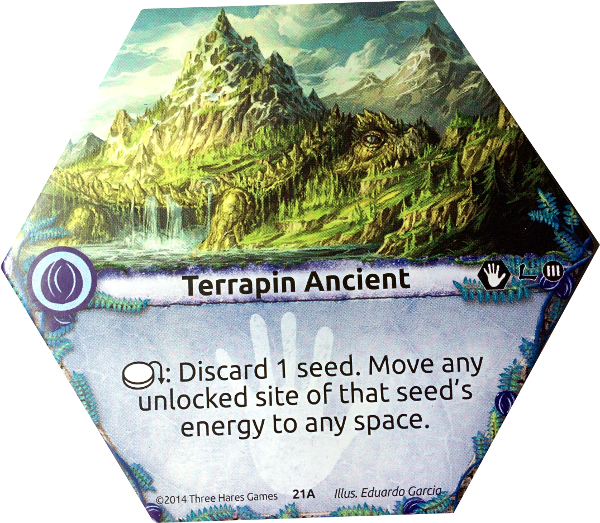 Terrapin Ancient
III
: Discard 1 seed. Move any
unlocked site of that seed’s
energy to any space.
©2014 Three Hares Games 21A Illus. Eduardo Garcia